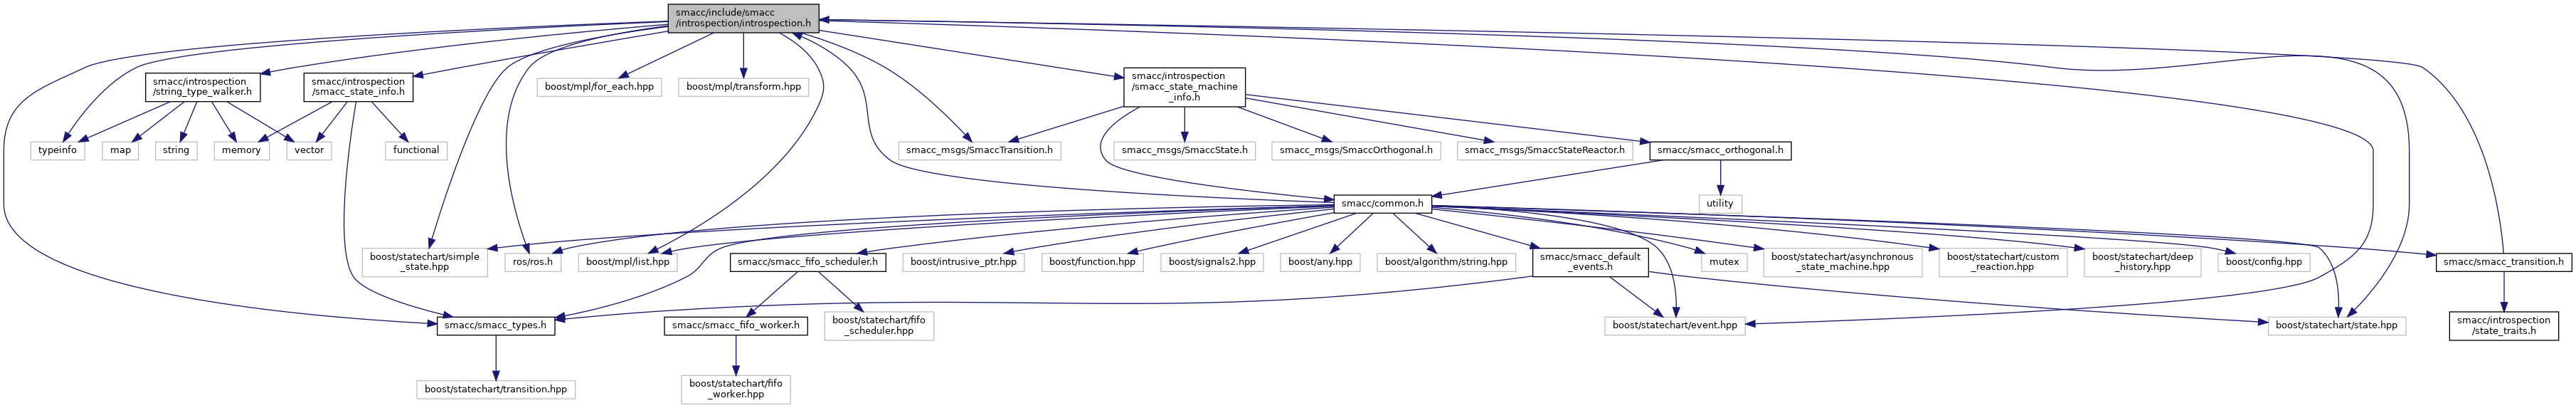 smacc/include/smacc
/introspection/introspection.h
smacc/introspection
/string_type_walker.h
smacc/introspection
/smacc_state_info.h
boost/mpl/for_each.hpp
boost/mpl/transform.hpp
smacc/introspection
/smacc_state_machine
_info.h
typeinfo
map
string
memory
vector
functional
smacc_msgs/SmaccTransition.h
smacc_msgs/SmaccState.h
smacc_msgs/SmaccOrthogonal.h
smacc_msgs/SmaccStateReactor.h
smacc/smacc_orthogonal.h
smacc/common.h
utility
boost/statechart/simple
_state.hpp
ros/ros.h
boost/mpl/list.hpp
smacc/smacc_fifo_scheduler.h
boost/intrusive_ptr.hpp
boost/function.hpp
boost/signals2.hpp
boost/any.hpp
boost/algorithm/string.hpp
smacc/smacc_default
_events.h
mutex
boost/statechart/asynchronous
_state_machine.hpp
boost/statechart/custom
_reaction.hpp
boost/statechart/deep
_history.hpp
boost/config.hpp
smacc/smacc_transition.h
smacc/smacc_types.h
smacc/smacc_fifo_worker.h
boost/statechart/fifo
_scheduler.hpp
boost/statechart/event.hpp
boost/statechart/state.hpp
smacc/introspection
/state_traits.h
boost/statechart/transition.hpp
boost/statechart/fifo
_worker.hpp